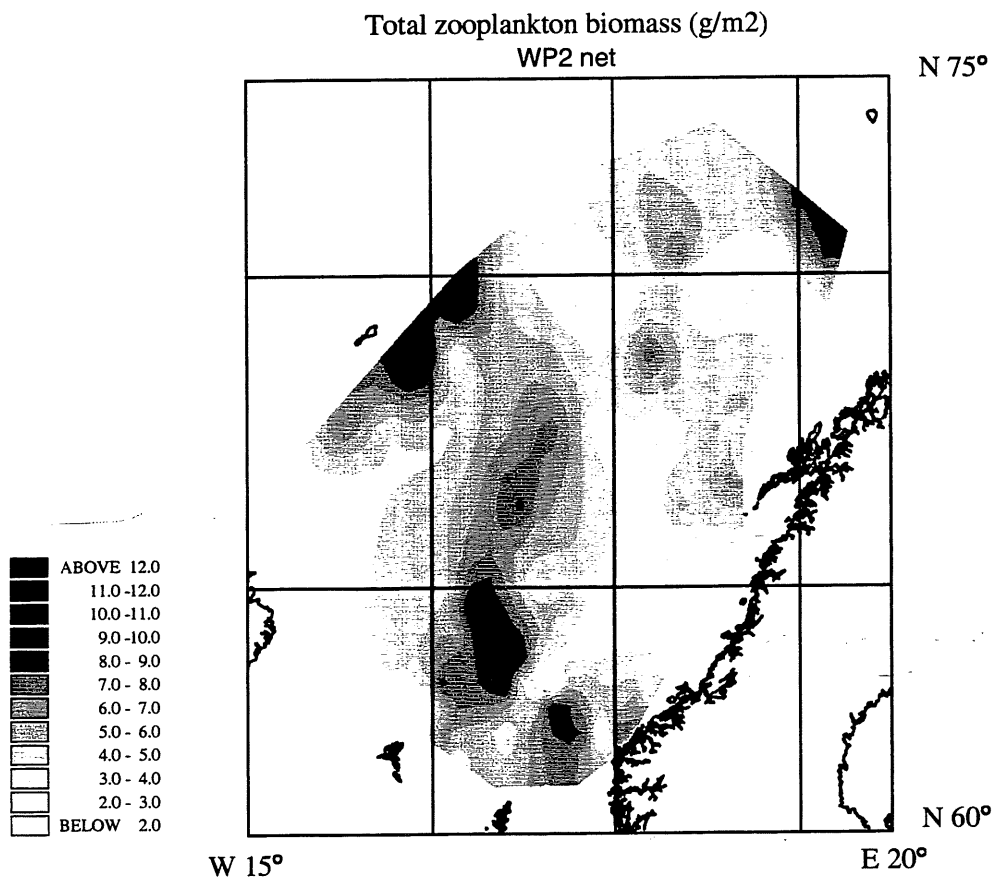 Total zooplankton biomass (g/m2)
WP2 net
N 75°
ABOVE 12.0
11.0 -12.0
10.0 -11.0
9.0 -10.0
8.0 - 9.0
7.0 - 8.0
6.0 - 7.0
5.0 - 6.0
4.0 - 5.0
3.0 - 4.0
2.0 - 3.0
BELOW 2.0
N 60°
W 15°
E 20°